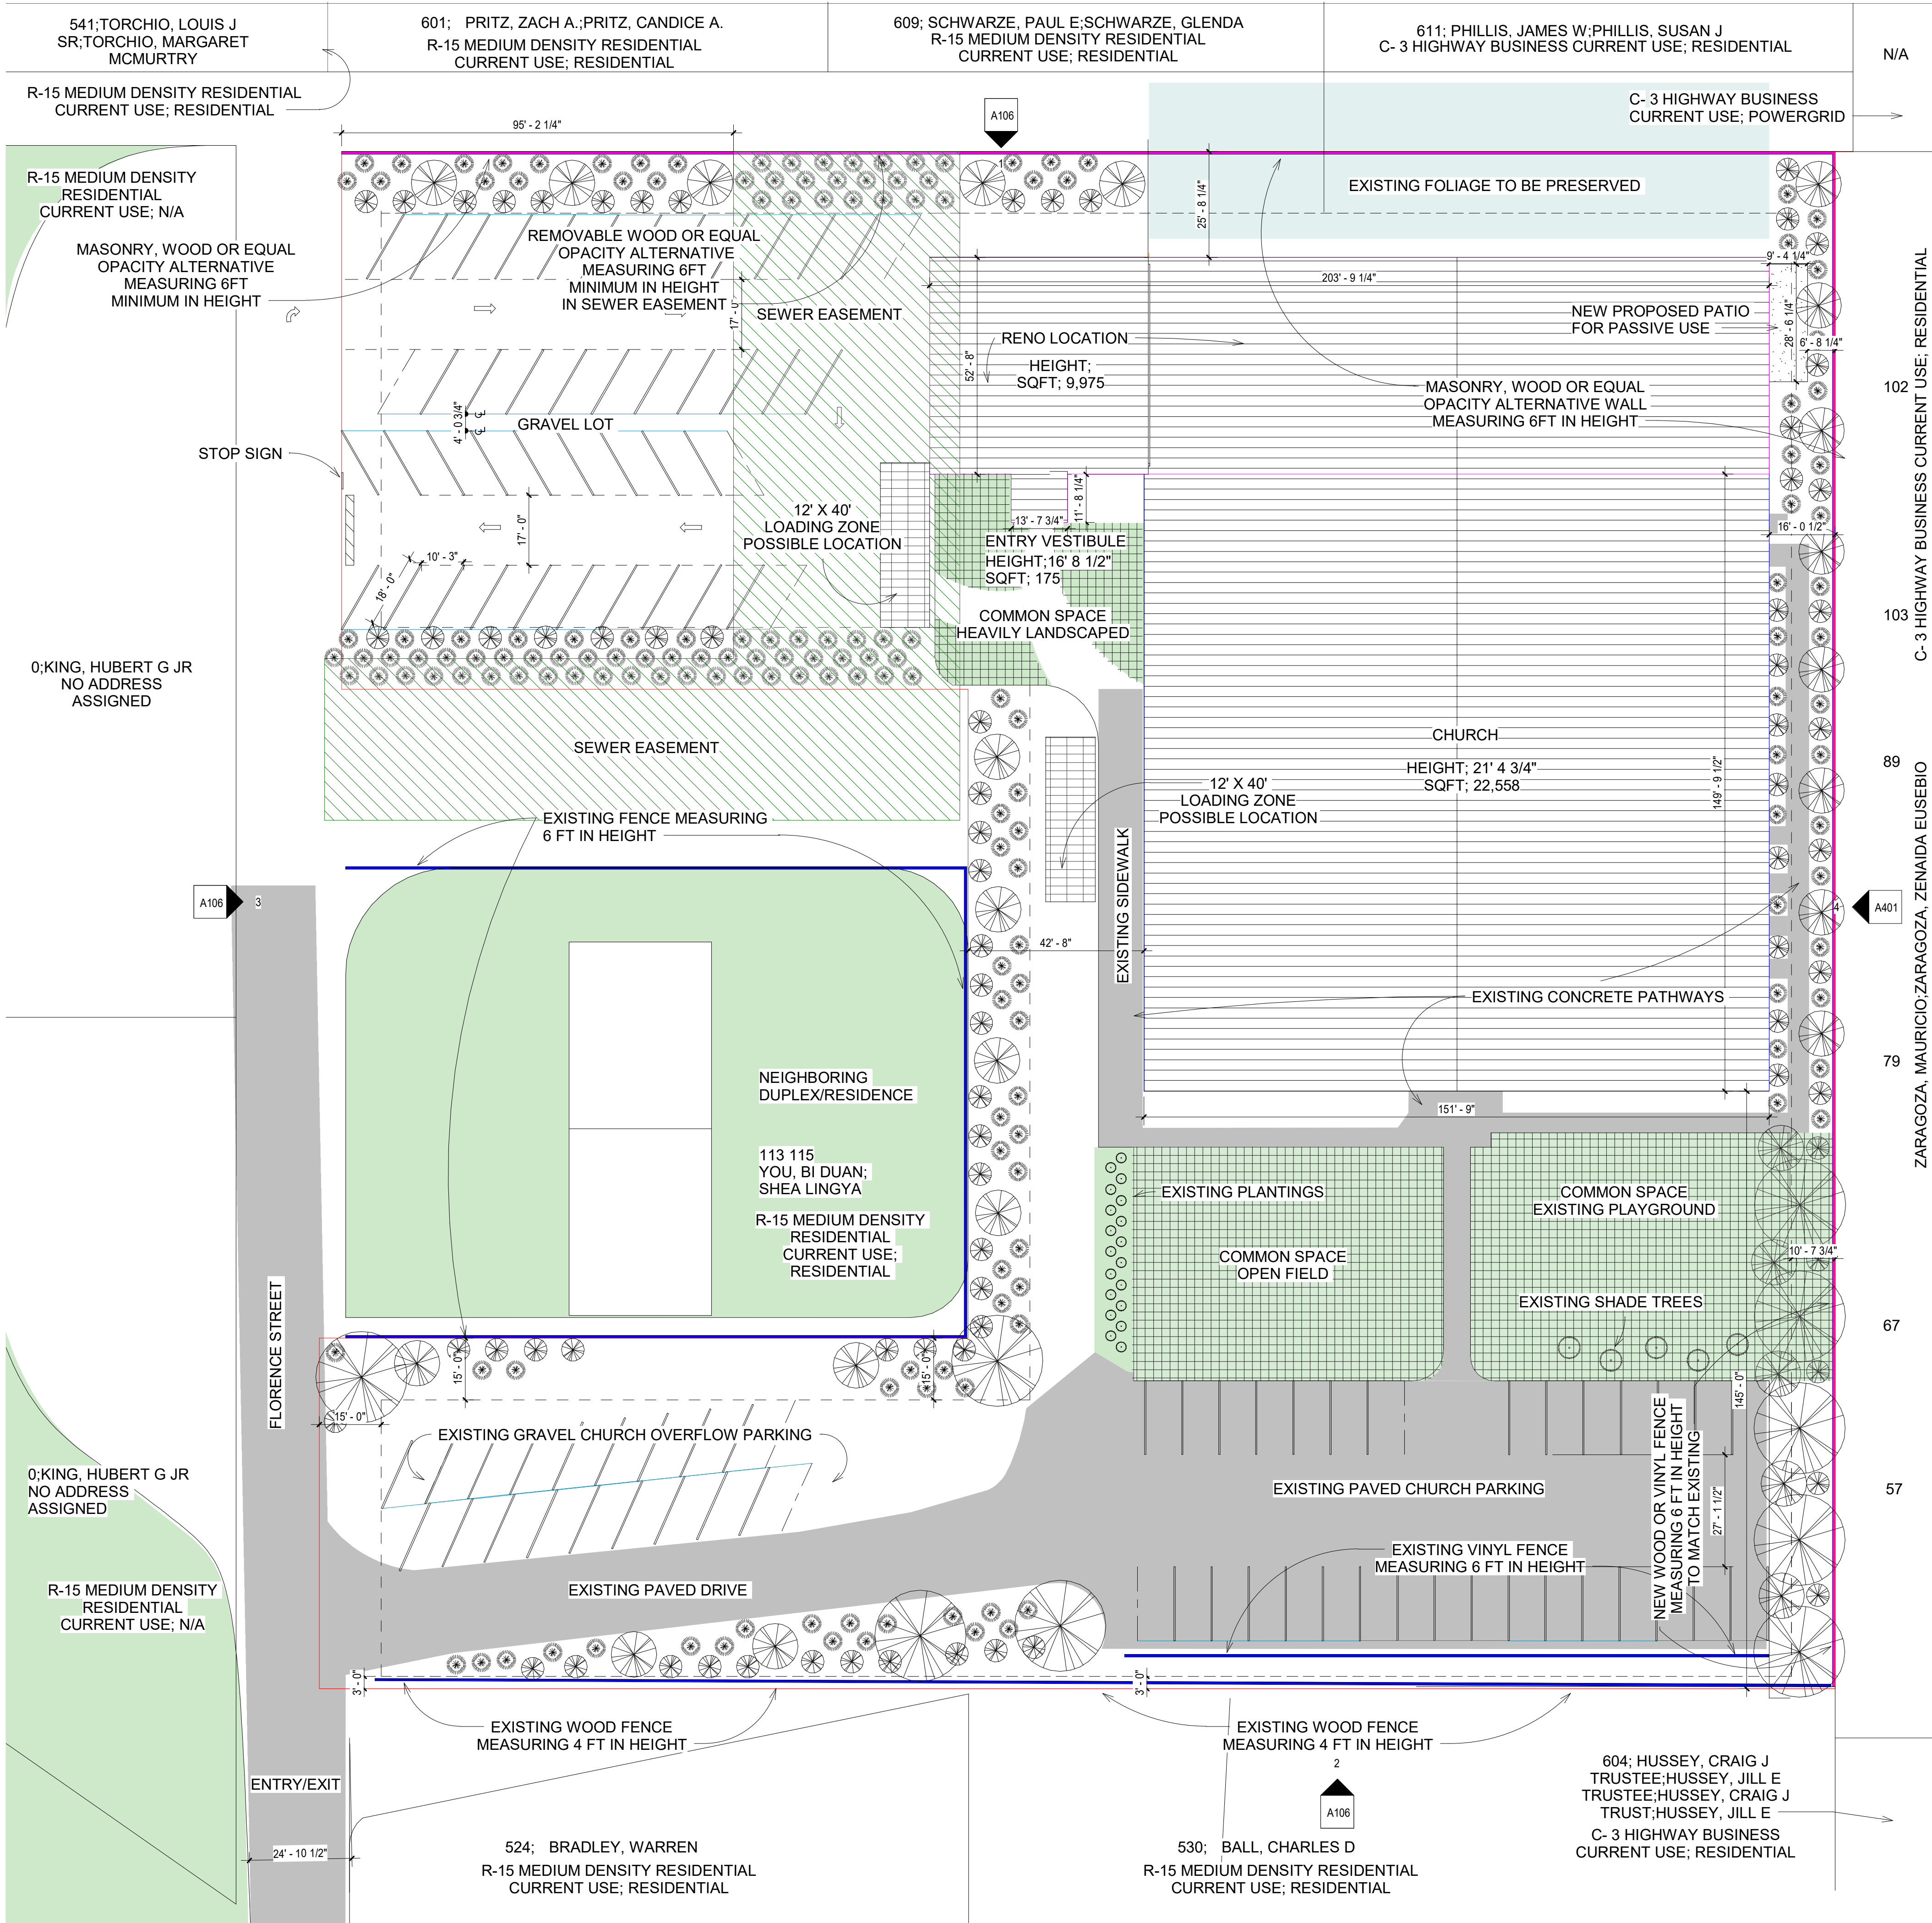 541;TORCHIO, LOUIS J
SR;TORCHIO, MARGARET
MCMURTRY
601; PRITZ, ZACH A.;PRITZ, CANDICE A.
R-15 MEDIUM DENSITY RESIDENTIAL
CURRENT USE; RESIDENTIAL
609; SCHWARZE, PAUL E;SCHWARZE, GLENDA
R-15 MEDIUM DENSITY RESIDENTIAL
CURRENT USE; RESIDENTIAL
611; PHILLIS, JAMES W;PHILLIS, SUSAN J
C- 3 HIGHWAY BUSINESS CURRENT USE; RESIDENTIAL
N/A
R-15 MEDIUM DENSITY RESIDENTIAL
CURRENT USE; RESIDENTIAL
C- 3 HIGHWAY BUSINESS
CURRENT USE; POWERGRID
95' - 2 1/4"
A106
1
R-15 MEDIUM DENSITY
RESIDENTIAL
CURRENT USE; N/A
EXISTING FOLIAGE TO BE PRESERVED
25' - 8 1/4"
MASONRY, WOOD OR EQUAL
OPACITY ALTERNATIVE
MEASURING 6FT
MINIMUM IN HEIGHT
REMOVABLE WOOD OR EQUAL
OPACITY ALTERNATIVE
MEASURING 6FT
MINIMUM IN HEIGHT
IN SEWER EASEMENT
17' - 0"
SEWER EASEMENT
9' - 4 1/4"
203' - 9 1/4"
NEW PROPOSED PATIO
FOR PASSIVE USE
28' - 6 1/4"
6' - 8 1/4"
RENO LOCATION
HEIGHT;
SQFT; 9,975
52' - 8"
MASONRY, WOOD OR EQUAL
OPACITY ALTERNATIVE WALL
MEASURING 6FT IN HEIGHT
102
C- 3 HIGHWAY BUSINESS CURRENT USE; RESIDENTIAL
4' - 0 3/4"
CL
CL
GRAVEL LOT
STOP SIGN
12' X 40'
LOADING ZONE
POSSIBLE LOCATION
17' - 0"
10' - 3"
18' - 0"
11' - 8 1/4"
13' - 7 3/4"
ENTRY VESTIBULE
HEIGHT;16' 8 1/2"
SQFT; 175
16' - 0 1/2"
COMMON SPACE
HEAVILY LANDSCAPED
103
0;KING, HUBERT G JR
NO ADDRESS
ASSIGNED
SEWER EASEMENT
CHURCH
HEIGHT; 21' 4 3/4"
SQFT; 22,558
149' - 9 1/2"
89
12' X 40'
LOADING ZONE
POSSIBLE LOCATION
EXISTING FENCE MEASURING
6 FT IN HEIGHT
EXISTING SIDEWALK
ZARAGOZA, MAURICIO;ZARAGOZA, ZENAIDA EUSEBIO
A106
3
4
A401
42' - 8"
EXISTING CONCRETE PATHWAYS
79
NEIGHBORING
DUPLEX/RESIDENCE
113 115
YOU, BI DUAN;
SHEA LINGYA
R-15 MEDIUM DENSITY
RESIDENTIAL
CURRENT USE;
RESIDENTIAL
151' - 9"
EXISTING PLANTINGS
COMMON SPACE
EXISTING PLAYGROUND
COMMON SPACE
OPEN FIELD
10' - 7 3/4"
EXISTING SHADE TREES
67
FLORENCE STREET
15' - 0"
15' - 0"
15' - 0"
145' - 0"
EXISTING GRAVEL CHURCH OVERFLOW PARKING
NEW WOOD OR VINYL FENCE
MEASURING 6 FT IN HEIGHT
TO MATCH EXISTING
0;KING, HUBERT G JR
NO ADDRESS
ASSIGNED
EXISTING PAVED CHURCH PARKING
27' - 1 1/2"
57
EXISTING VINYL FENCE
MEASURING 6 FT IN HEIGHT
R-15 MEDIUM DENSITY
RESIDENTIAL
CURRENT USE; N/A
EXISTING PAVED DRIVE
3' - 0"
3' - 0"
EXISTING WOOD FENCE
MEASURING 4 FT IN HEIGHT
EXISTING WOOD FENCE
MEASURING 4 FT IN HEIGHT
2
A106
ENTRY/EXIT
24' - 10 1/2"
524; BRADLEY, WARREN
R-15 MEDIUM DENSITY RESIDENTIAL
CURRENT USE; RESIDENTIAL
530; BALL, CHARLES D
R-15 MEDIUM DENSITY RESIDENTIAL
CURRENT USE; RESIDENTIAL
604; HUSSEY, CRAIG J
TRUSTEE;HUSSEY, JILL E
TRUSTEE;HUSSEY, CRAIG J
TRUST;HUSSEY, JILL E
C- 3 HIGHWAY BUSINESS
CURRENT USE; RESIDENTIAL